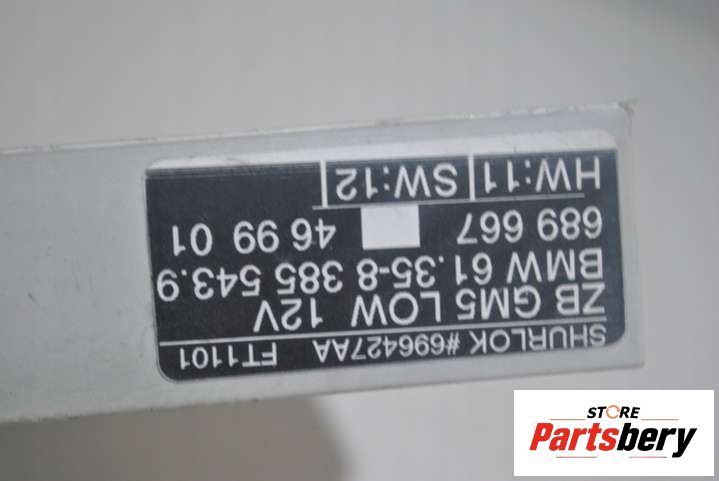 SHURLOK #696427AA FT1101
ZB GM5 LOW 12V
BMW 61.35-8 385 543.9
689 667 46 99 01
HW:11 SW:12
STORE
Partsbery